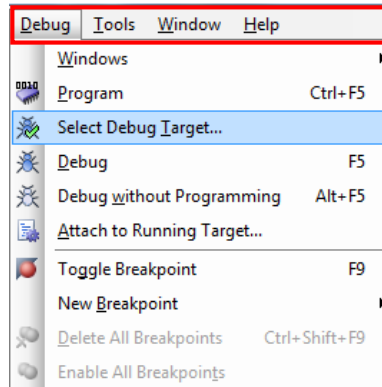 Debug Tools Window Help
Windows
0010
Program Ctrl+F5
Select Debug Target...
Debug F5
Debug without Programming Alt+F5
Attach to Running Target...
Toggle Breakpoint F9
New Breakpoint
Delete All Breakpoints Ctrl+Shift+F9
Enable All Breakpoints